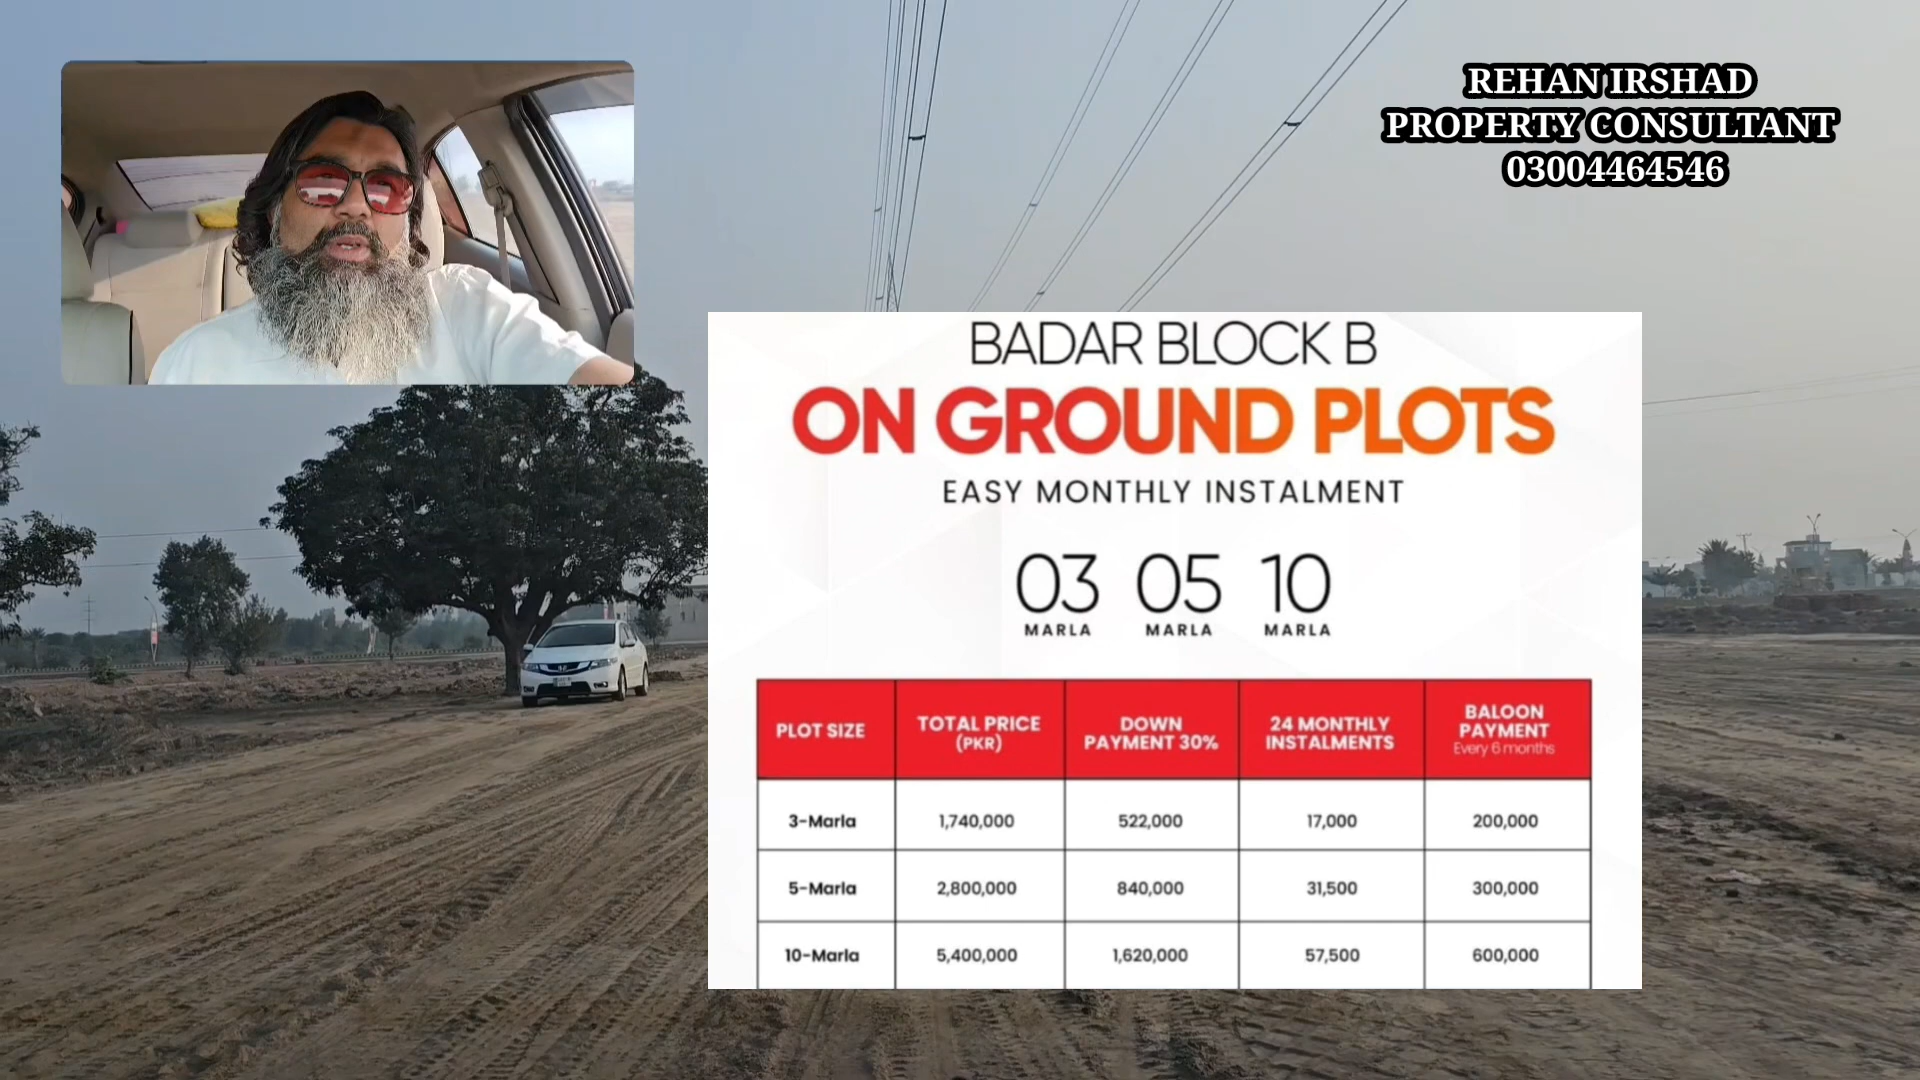 REHAN IRSHAD
PROPERTY CONSULTANT
03004464546
BADAR BLOCK B
ON GROUND PLOTS
EASY MONTHLY INSTALMENT
03 05 10
MARLA MARLA MARLA
PLOT SIZE TOTAL PRICE (PKR) DOWN PAYMENT 30% 24 MONTHLY INSTALMENTS BALOON PAYMENT Every 6 months
3-Marla 1,740,000 522,000 17,000 200,000
5-Marla 2,800,000 840,000 31,500 300,000
10-Marla 5,400,000 1,620,000 57,500 600,000